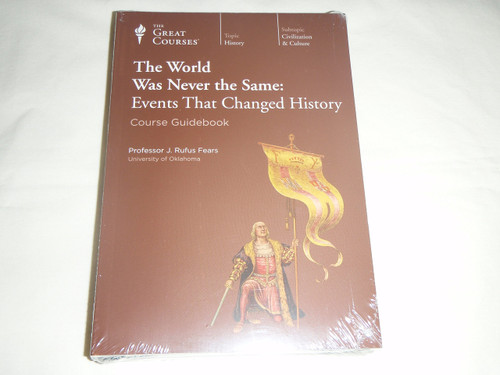 THE
GREAT
COURSES
Topic
History
Subtopic
Civilization
& Culture
The World
Was Never the Same:
Events That Changed History
Course Guidebook
Professor J. Rufus Fears
University of Oklahoma